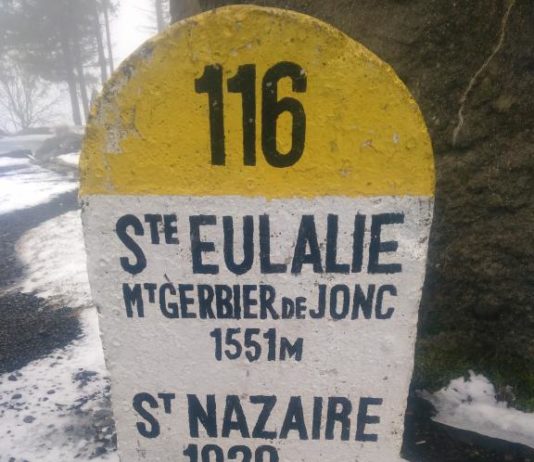 116
STE EULALIE
MT GERBIER DE JONC
1551M
ST NAZAIRE